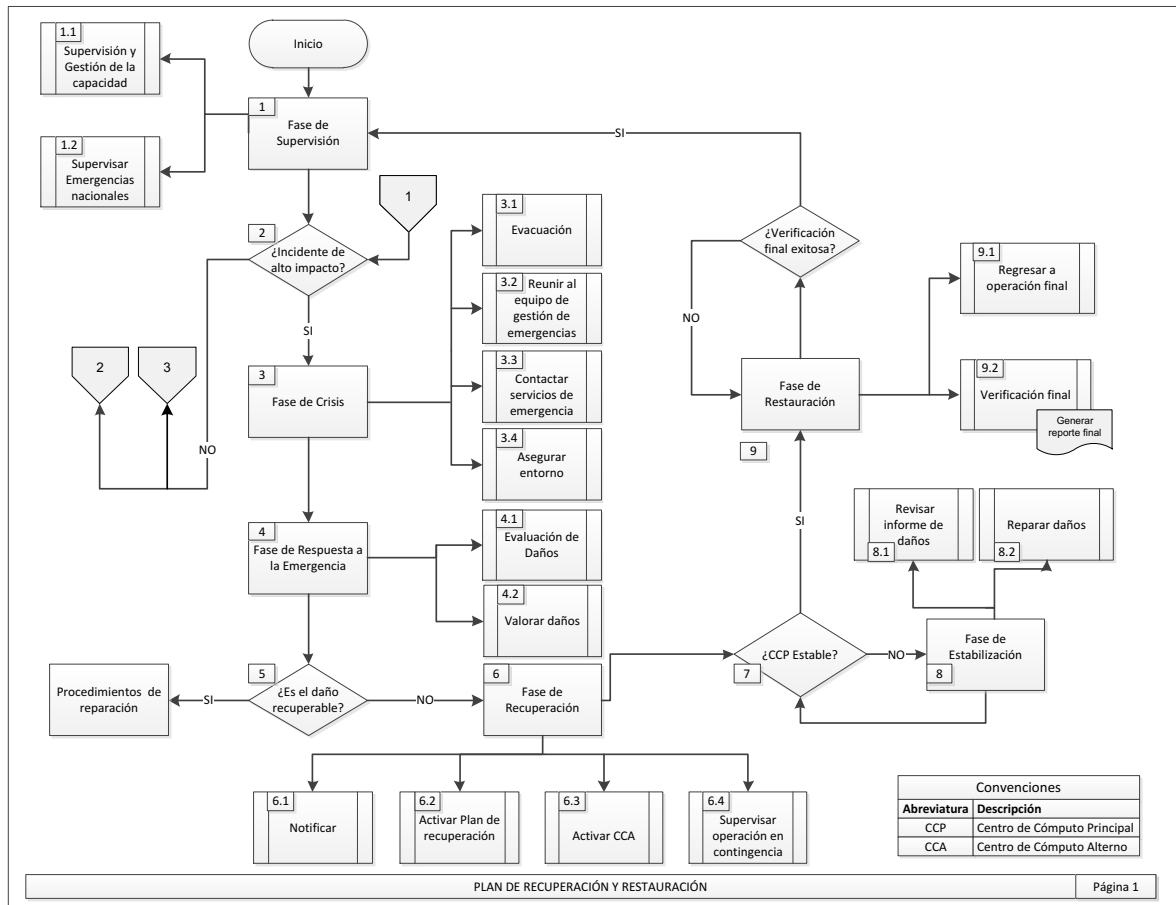 Inicio
1.1
Supervisión y
Gestión de la
capacidad
1
Fase de
Supervisión
1.2
Supervisar
Emergencias
nacionales
SI
1
2
¿Incidente de
alto impacto?
3.1
Evacuación
¿Verificación
final exitosa?
9.1
Regresar a
operación final
3.2
Reunir al
equipo de
gestión de
emergencias
NO
SI
2
3
3
Fase de Crisis
3.3
Contactar
servicios de
emergencia
Fase de
Restauración
9.2
Verificación final
Generar
reporte final
NO
3.4
Asegurar
entorno
9
4
Fase de Respuesta a
la Emergencia
4.1
Evaluación de
Daños
SI
Revisar
informe de
daños
8.1
Reparar daños
8.2
4.2
Valorar daños
¿CCP Estable?
7
NO
Fase de
Estabilización
8
Procedimientos de
reparación
SI
5
¿Es el daño
recuperable?
NO
6
Fase de
Recuperación
6.1
Notificar
6.2
Activar Plan de
recuperación
6.3
Activar CCA
6.4
Supervisar
operación en
contingencia
Convenciones
Abreviatura Descripción
CCP Centro de Cómputo Principal
CCA Centro de Cómputo Alterno
PLAN DE RECUPERACIÓN Y RESTAURACIÓN
Página 1